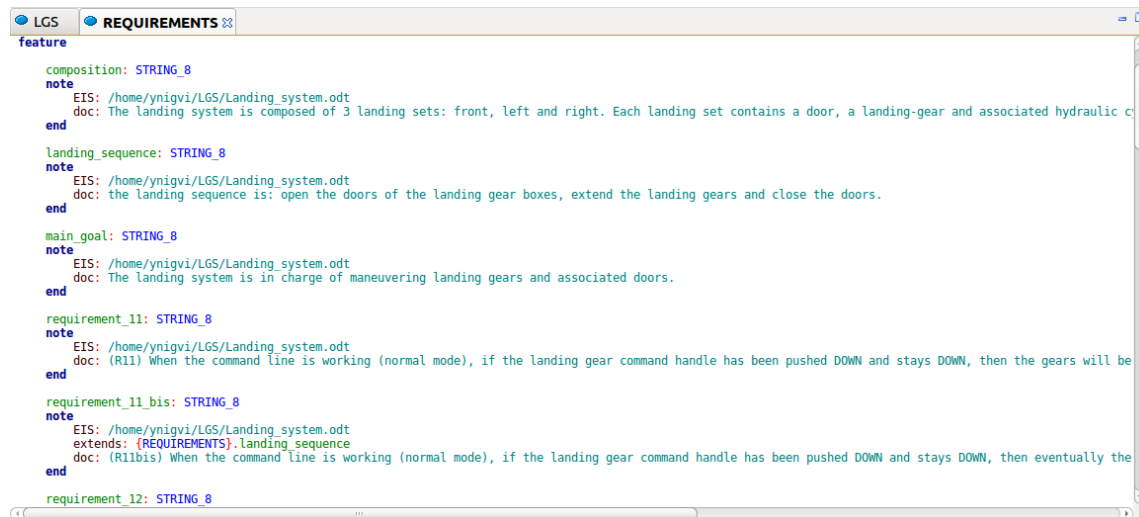 LGS REQUIREMENTS
feature
composition: STRING_8
note
EIS: /home/ynigvi/LGS/Landing_system.odt
doc: The landing system is composed of 3 landing sets: front, left and right. Each landing set contains a door, a landing-gear and associated hydraulic
end
landing_sequence: STRING_8
note
EIS: /home/ynigvi/LGS/Landing_system.odt
doc: the landing sequence is: open the doors of the landing gear boxes, extend the landing gears and close the doors.
end
main_goal: STRING_8
note
EIS: /home/ynigvi/LGS/Landing_system.odt
doc: The landing system is in charge of maneuvering landing gears and associated doors.
end
requirement_11: STRING_8
note
EIS: /home/ynigvi/LGS/Landing_system.odt
doc: (R11) When the command line is working (normal mode), if the landing gear command handle has been pushed DOWN and stays DOWN, then the gears will be
end
requirement_11_bis: STRING_8
note
EIS: /home/ynigvi/LGS/Landing_system.odt
extends: {REQUIREMENTS}.landing_sequence
doc: (R11bis) When the command line is working (normal mode), if the landing gear command handle has been pushed DOWN and stays DOWN, then eventually the
end
requirement_12: STRING_8